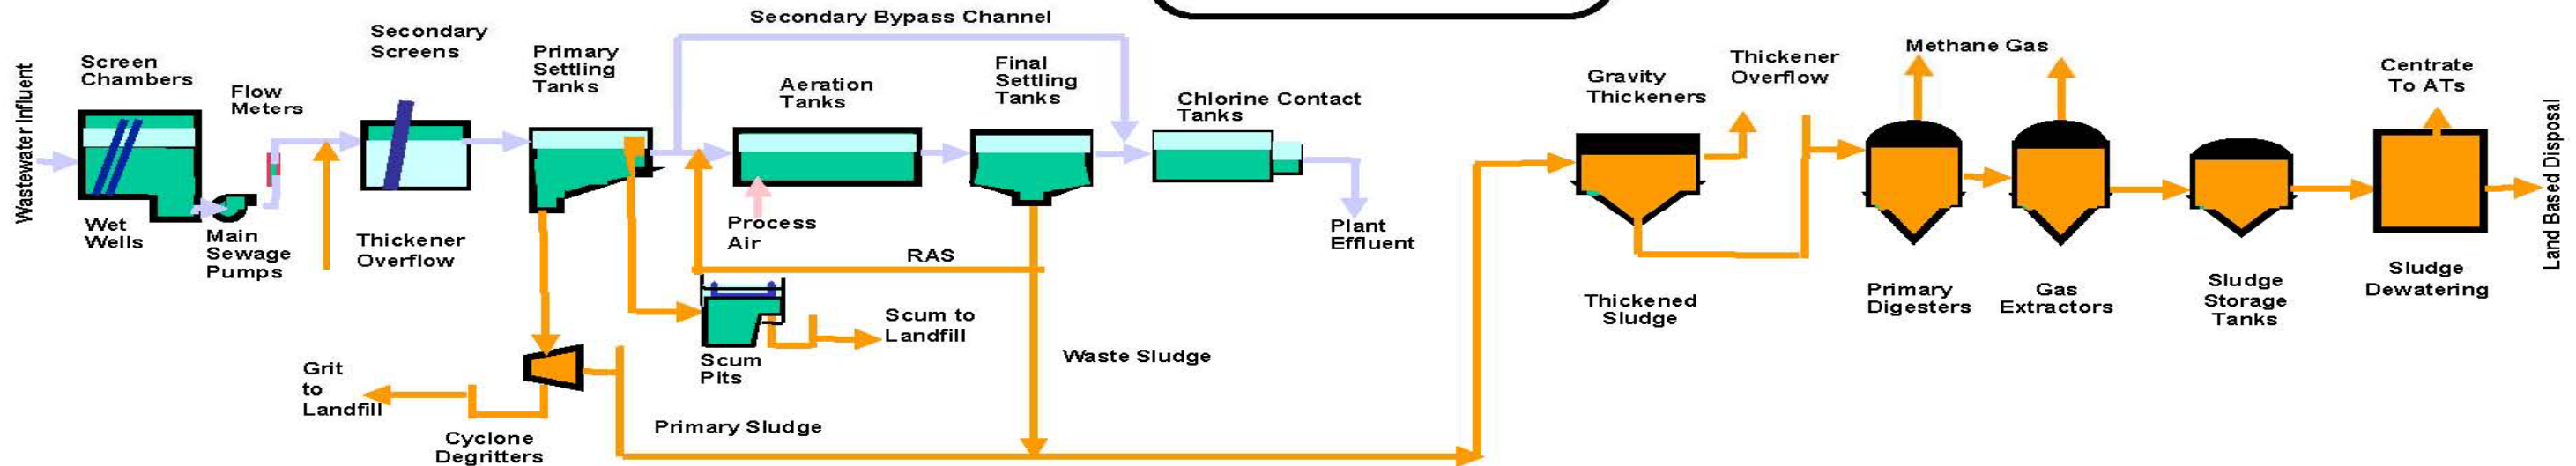 Wastewater Influent
Screen
Chambers
Wet
Wells
Main
Sewage
Pumps
Flow
Meters
Thickener
Overflow
Secondary
Screens
Primary
Settling
Tanks
Secondary Bypass Channel
Aeration
Tanks
Process
Air
Final
Settling
Tanks
Chlorine Contact
Tanks
Plant
Effluent
RAS
Scum to
Landfill
Scum
Pits
Waste Sludge
Grit
to
Landfill
Cyclone
Degritters
Primary Sludge
Gravity
Thickeners
Thickener
Overflow
Thickened
Sludge
Methane Gas
Primary
Digesters
Gas
Extractors
Sludge
Storage
Tanks
Centrate
To ATs
Sludge
Dewatering
Land Based Disposal